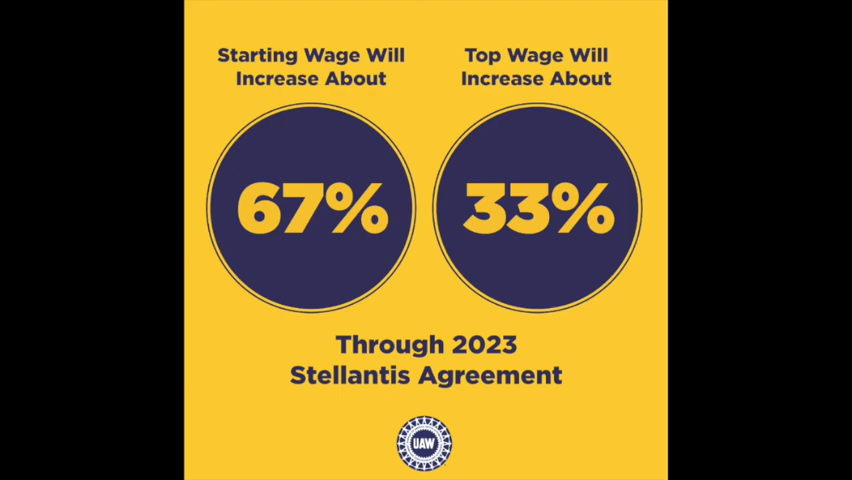 Starting Wage Will
Increase About
67%
Top Wage Will
Increase About
33%
Through 2023
Stellantis Agreement
UAW